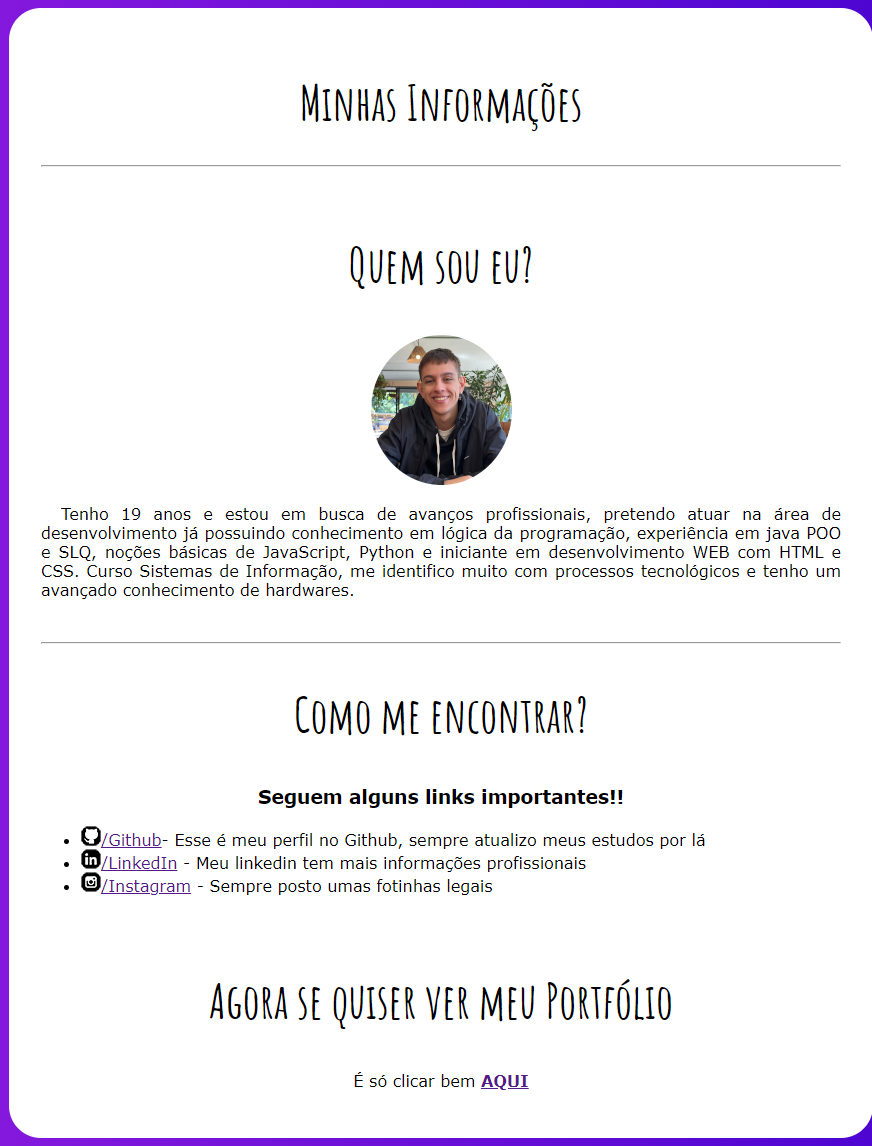 Minhas Informações
Quem sou eu?
Tenho 19 anos e estou em busca de avanços profissionais, pretendo atuar na área de
desenvolvimento já possuindo conhecimento em lógica da programação, experiência em java POO
e SLQ, noções básicas de JavaScript, Python e iniciante em desenvolvimento WEB com HTML e
CSS. Curso Sistemas de Informação, me identifico muito com processos tecnológicos e tenho um
avançado conhecimento de hardwares.
Como me encontrar?
Seguem alguns links importantes!!
/Github- Esse é meu perfil no Github, sempre atualizo meus estudos por lá
in /LinkedIn - Meu linkedin tem mais informações profissionais
/Instagram - Sempre posto umas fotinhas legais
Agora se quiser ver meu Portfólio
É só clicar bem AQUI